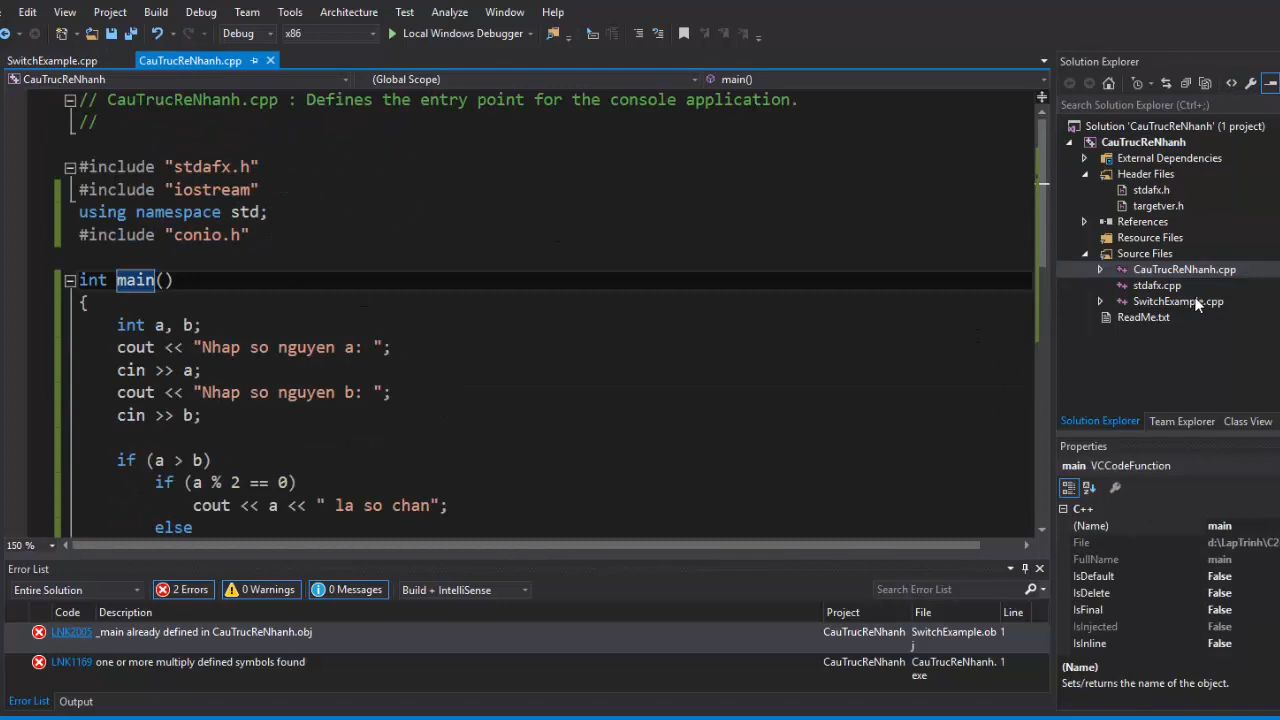 Edit View Build Debug Team Tools Architecture Test Analyze Window Help
Debug x86 Local Windows Debugger
SwitchExample.cpp CauTrucReNhanh.cpp
CauTrucReNhanh (Global Scope) main()
// CauTrucReNhanh.cpp : Defines the entry point for the console application.
//
#include "stdafx.h"
#include "iostream"
using namespace std;
#include "conio.h"
int main()
{
int a, b;
cout << "Nhap so nguyen a: ";
cin >> a;
cout << "Nhap so nguyen b: ";
cin >> b;
if (a > b)
if (a % 2 == 0)
cout << a << " la so chan";
else
150 %
Solution Explorer
Search Solution Explorer (Ctrl+;)
Solution 'CauTrucReNhanh' (1 project)
CauTrucReNhanh
External Dependencies
Header Files
stdafx.h
targetver.h
References
Resource Files
Source Files
CauTrucReNhanh.cpp
stdafx.cpp
SwitchExample.cpp
ReadMe.txt
Solution Explorer Team Explorer Class View
Properties
main VCCodeFunction
C++
(Name) main
File d:\LapTrinh\C2
FullName main
IsDefault False
IsDelete False
IsFinal False
IsInjected False
IsInline False
(Name)
Sets/returns the name of the object.
Error List
Entire Solution 2 Errors 0 Warnings 0 Messages Build + IntelliSense Search Error List
Code Description Project File Line
LNK2005 _main already defined in CauTrucReNhanh.obj CauTrucReNhanh SwitchExample.ob 1
j
LNK1169 one or more multiply defined symbols found CauTrucReNhanh CauTrucReNhanh. 1
exe
Error List Output